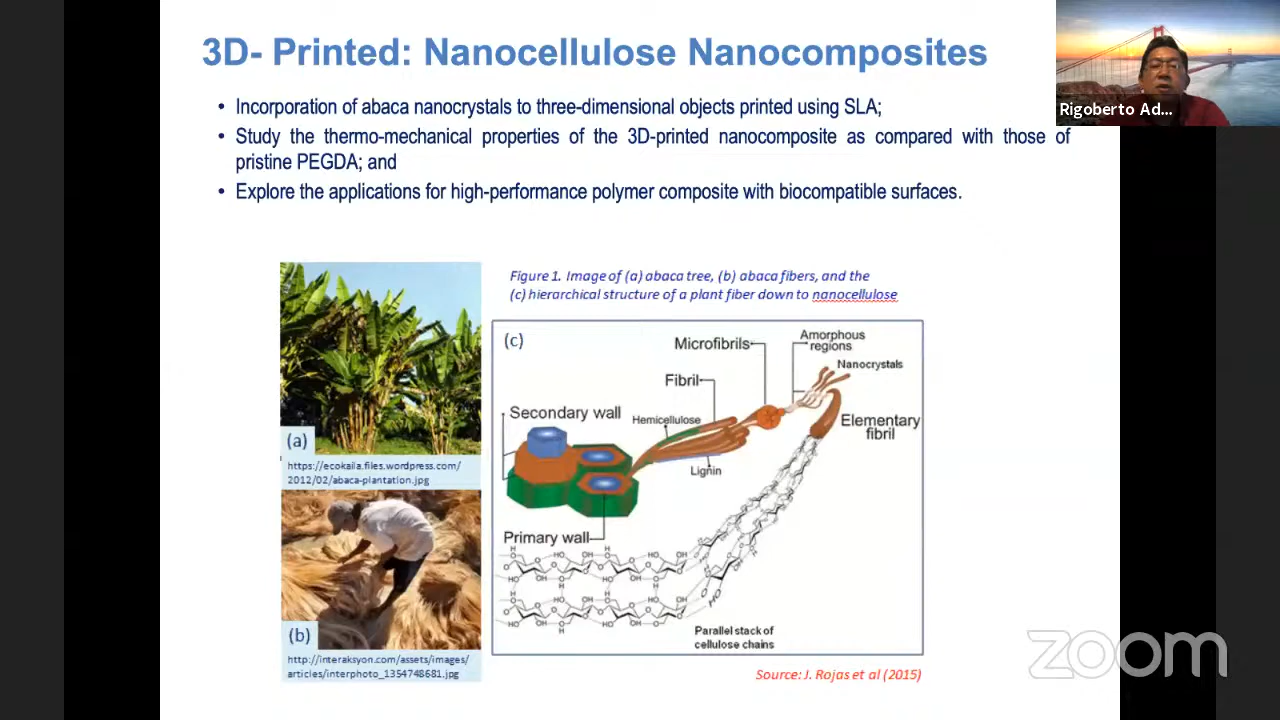 3D- Printed: Nanocellulose Nanocomposites
Rigoberto Ad...
• Incorporation of abaca nanocrystals to three-dimensional objects printed using SLA;
• Study the thermo-mechanical properties of the 3D-printed nanocomposite as compared with those of
pristine PEGDA; and
• Explore the applications for high-performance polymer composite with biocompatible surfaces.
Figure 1. Image of (a) abaca tree, (b) abaca fibers, and the
(c) hierarchical structure of a plant fiber down to nanocellulose
(a)
https://ecokaila.files.wordpress.com/
2012/02/abaca-plantation.jpg
(b)
http://interaksyon.com/assets/images/
articles/interphoto_1354748681.jpg
(c)
Microfibrils
Amorphous
regions
Nanocrystals
Fibril
Hemicellulose
Secondary wall
Elementary
fibril
Lignin
Primary wall
Parallel stack of
cellulose chains
Source: J. Rojas et al (2015)
zoom